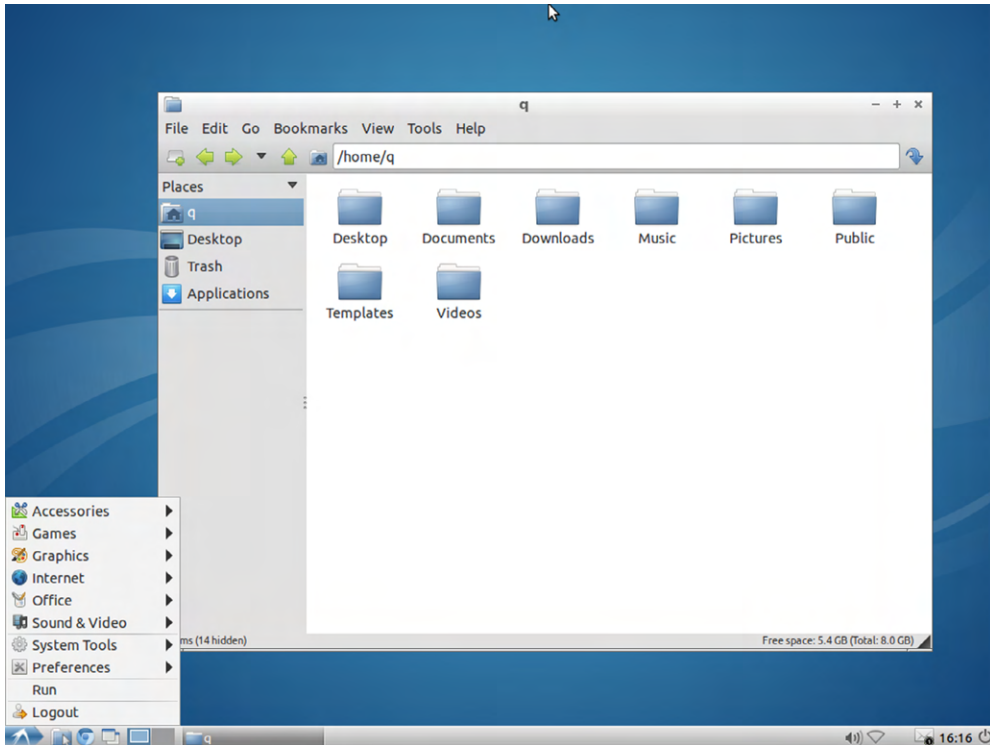 q
File Edit Go Bookmarks View Tools Help
/home/q
Places
q
Desktop
Trash
Applications
Desktop Documents Downloads Music Pictures Public
Templates Videos
Accessories
Games
Graphics
Internet
Office
Sound & Video
System Tools
Preferences
Run
Logout
ms (14 hidden) Free space: 5.4 GB (Total: 8.0 GB)
q 16:16